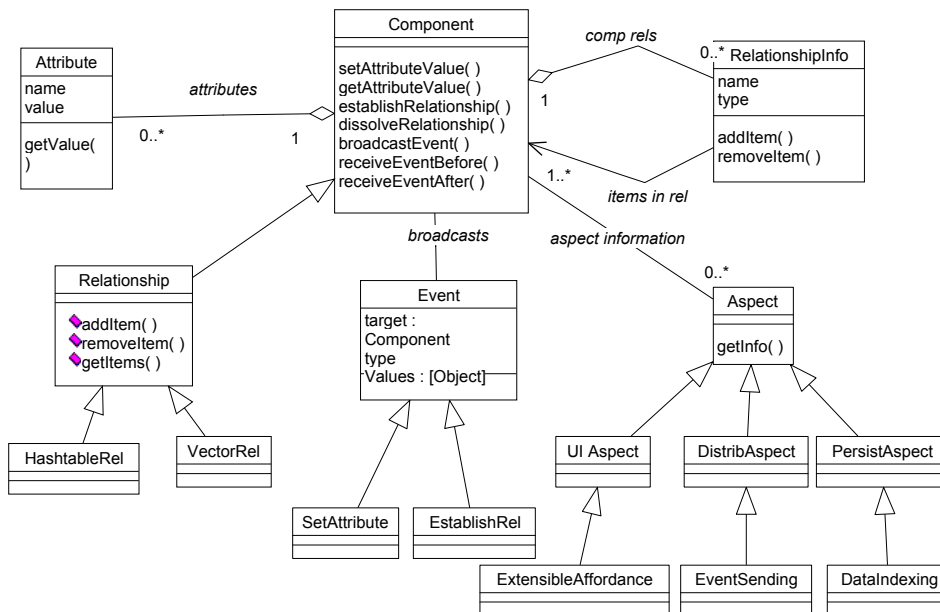 Component
setAttributeValue( )
getAttributeValue( )
establishRelationship( )
dissolveRelationship( )
broadcastEvent( )
receiveEventBefore( )
receiveEventAfter( )
Attribute
name
value
getValue(
)
attributes
0..*
1
comp rels
0..*
1
RelationshipInfo
name
type
addItem( )
removeItem( )
1..*
items in rel
broadcasts
aspect information
0..*
Relationship
addItem( )
removeItem( )
getItems( )
Event
target :
Component
type
Values : [Object]
Aspect
getInfo( )
HashtableRel
VectorRel
UI Aspect
DistribAspect
PersistAspect
SetAttribute
EstablishRel
ExtensibleAffordance
EventSending
DataIndexing